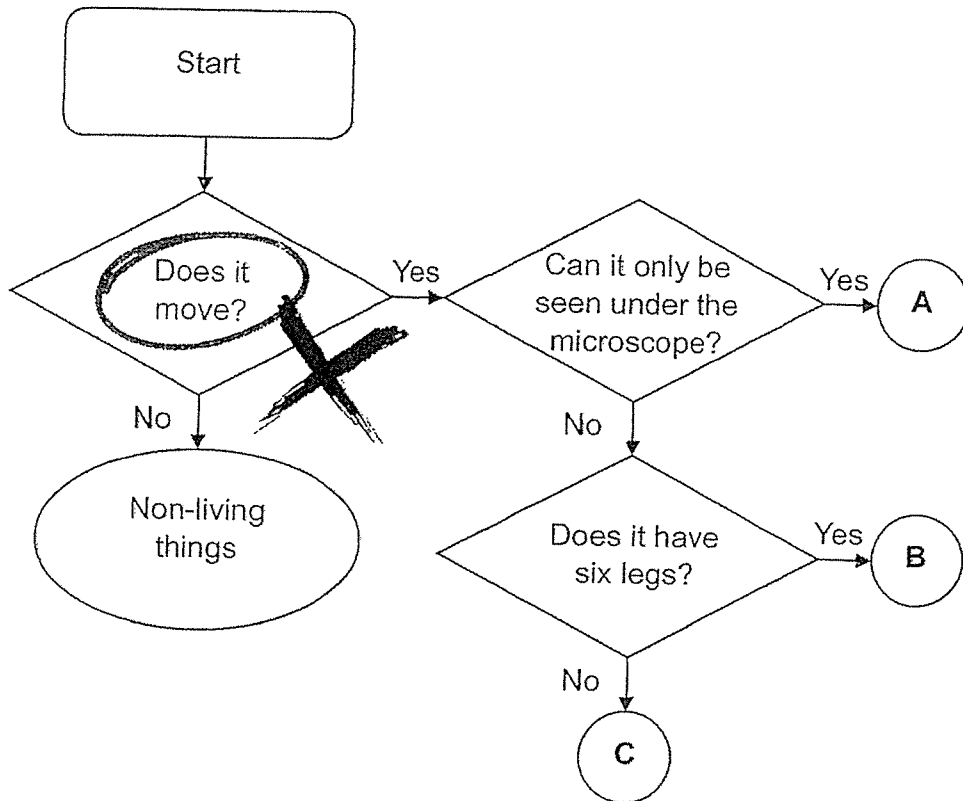 Start
Does it
move?
Yes
Can it only be
seen under the
microscope?
Yes
A
No
No
Non-living
things
Does it have
six legs?
Yes
B
No
C